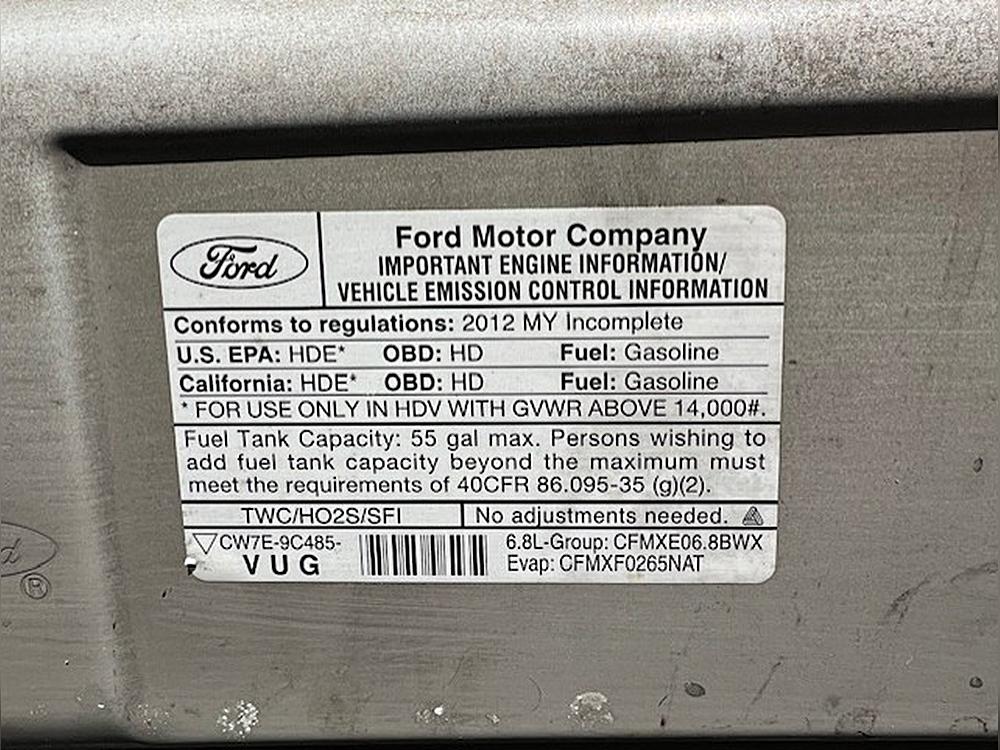 Ford
Ford Motor Company
IMPORTANT ENGINE INFORMATION/
VEHICLE EMISSION CONTROL INFORMATION
Conforms to regulations: 2012 MY Incomplete
U.S. EPA: HDE* OBD: HD Fuel: Gasoline
California: HDE* OBD: HD Fuel: Gasoline
* FOR USE ONLY IN HDV WITH GVWR ABOVE 14,000#.
Fuel Tank Capacity: 55 gal max. Persons wishing to
add fuel tank capacity beyond the maximum must
meet the requirements of 40CFR 86.095-35 (g)(2).
TWC/HO2S/SFI No adjustments needed.
CW7E-9C485- 6.8L-Group: CFMXE06.8BWX
VUG Evap: CFMXF0265NAT
d
®